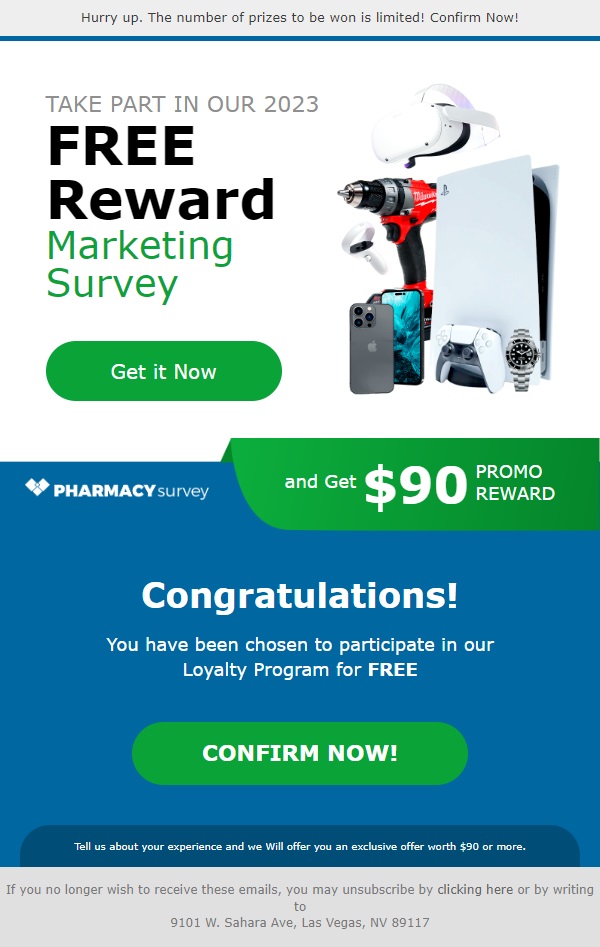 Hurry up. The number of prizes to be won is limited! Confirm Now!
TAKE PART IN OUR 2023
FREE
Reward
Marketing
Survey
Get it Now
Milwaukee
PHARMACYsurvey
and Get $90 PROMO
REWARD
Congratulations!
You have been chosen to participate in our
Loyalty Program for FREE
CONFIRM NOW!
Tell us about your experience and we Will offer you an exclusive offer worth $90 or more.
If you no longer wish to receive these emails, you may unsubscribe by clicking here or by writing
to
9101 W. Sahara Ave, Las Vegas, NV 89117